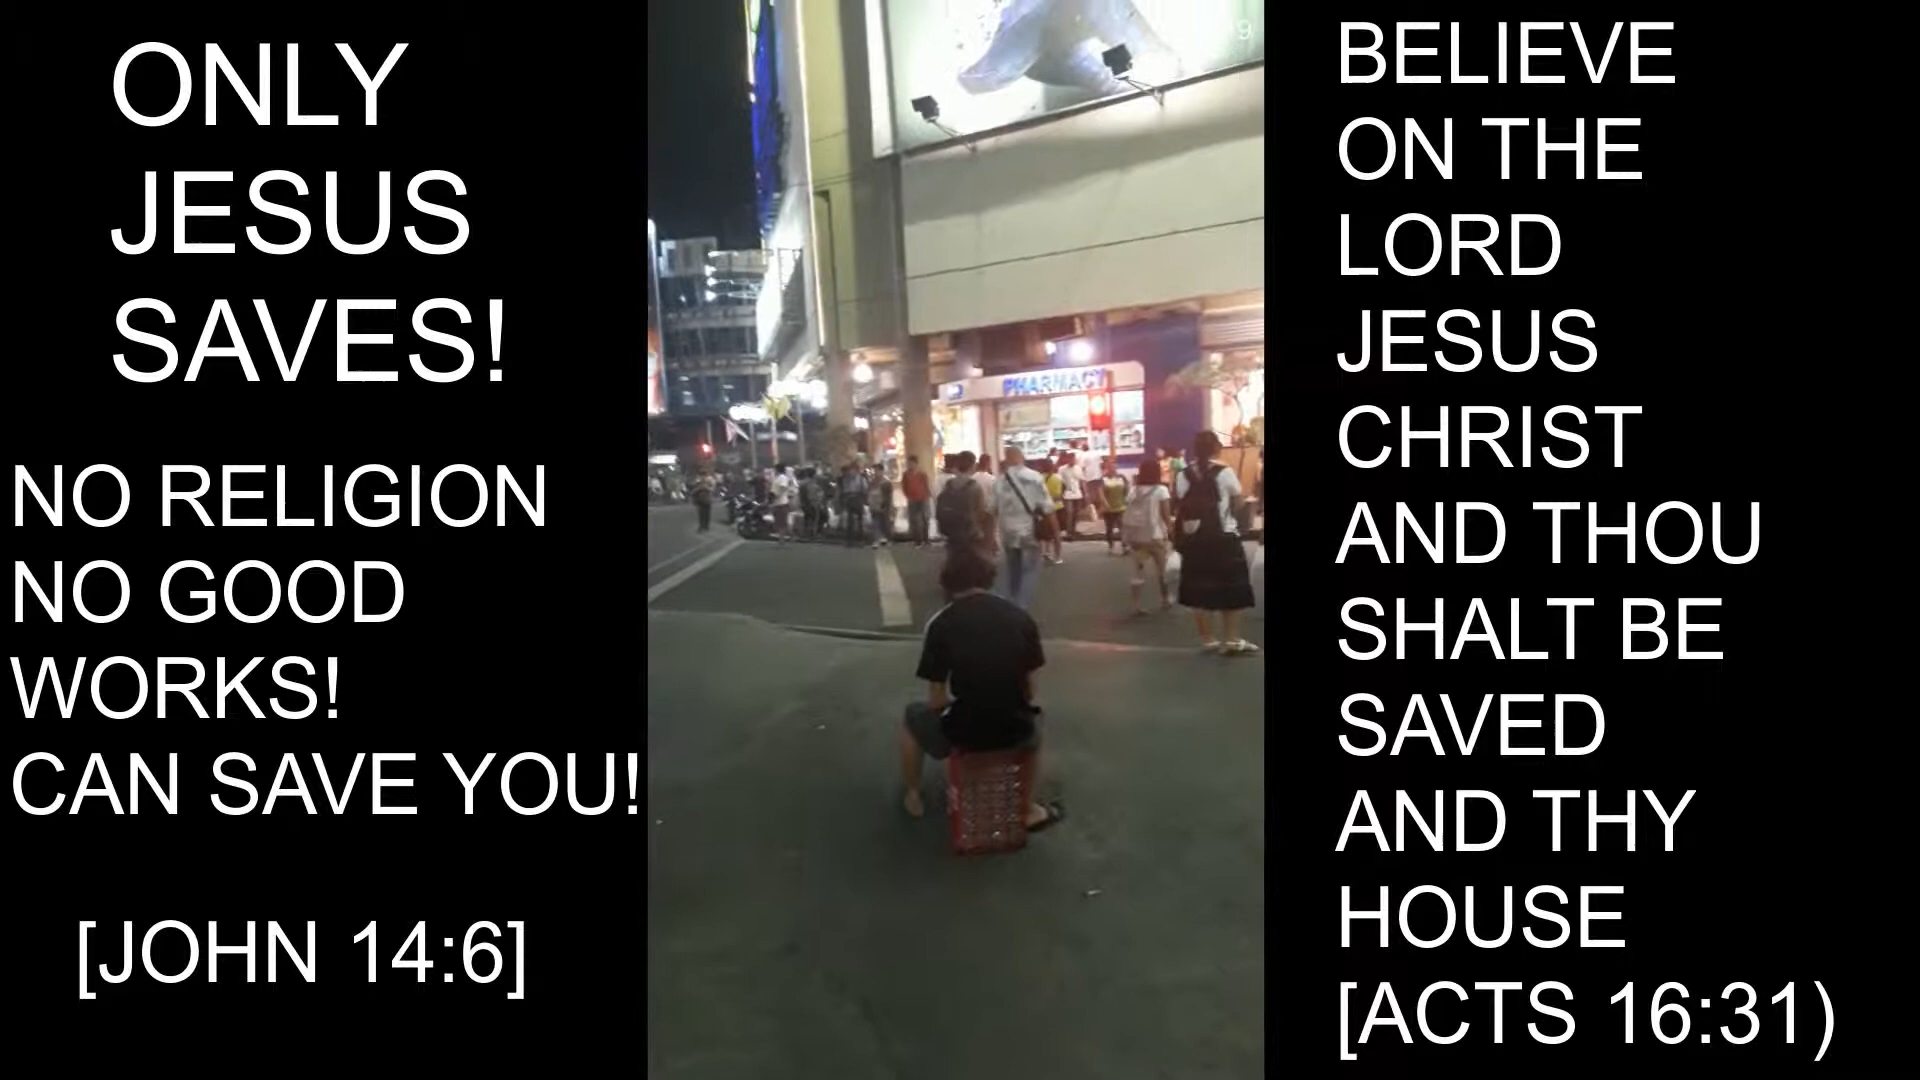 ONLY
JESUS
SAVES!
NO RELIGION
NO GOOD
WORKS!
CAN SAVE YOU!
[JOHN 14:6]
9
PHARMACY
BELIEVE
ON THE
LORD
JESUS
CHRIST
AND THOU
SHALT BE
SAVED
AND THY
HOUSE
[ACTS 16:31)